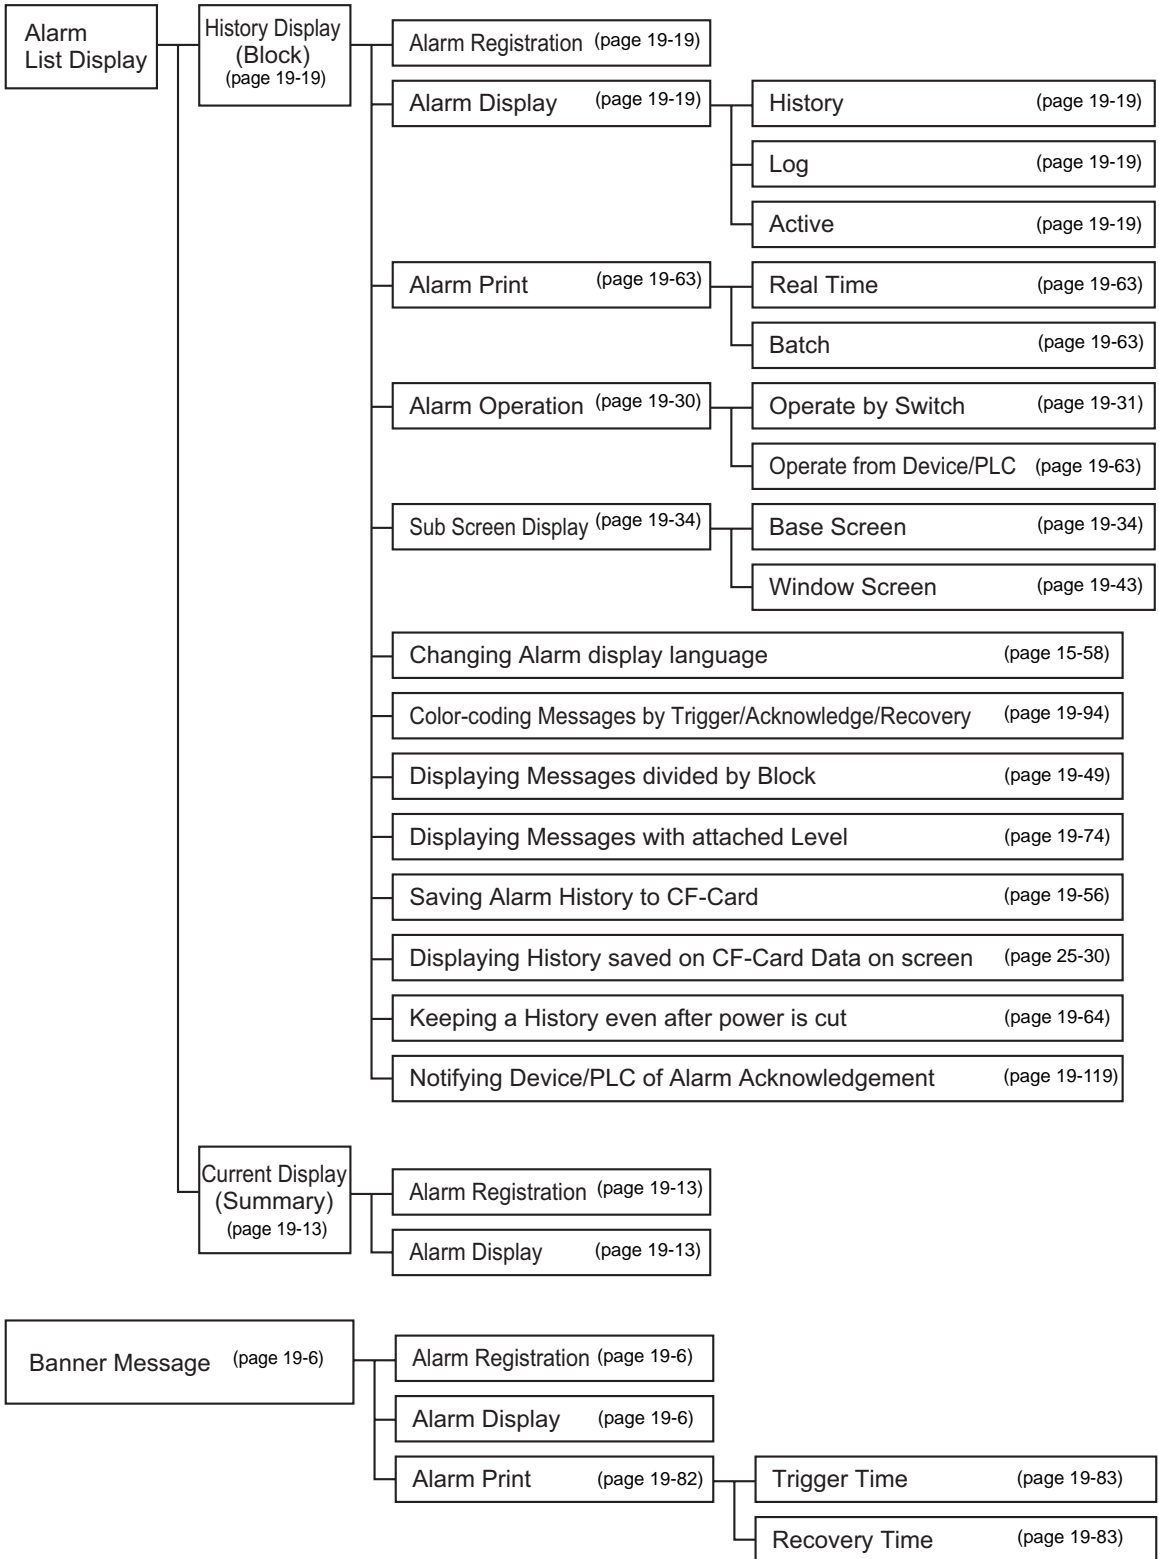 Alarm
List Display
History Display
(Block)
(page 19-19)
Alarm Registration (page 19-19)
Alarm Display (page 19-19)
History (page 19-19)
Log (page 19-19)
Active (page 19-19)
Alarm Print (page 19-63)
Real Time (page 19-63)
Batch (page 19-63)
Alarm Operation (page 19-30)
Operate by Switch (page 19-31)
Operate from Device/PLC (page 19-63)
Sub Screen Display (page 19-34)
Base Screen (page 19-34)
Window Screen (page 19-43)
Changing Alarm display language (page 15-58)
Color-coding Messages by Trigger/Acknowledge/Recovery (page 19-94)
Displaying Messages divided by Block (page 19-49)
Displaying Messages with attached Level (page 19-74)
Saving Alarm History to CF-Card (page 19-56)
Displaying History saved on CF-Card Data on screen (page 25-30)
Keeping a History even after power is cut (page 19-64)
Notifying Device/PLC of Alarm Acknowledgement (page 19-119)
Current Display
(Summary)
(page 19-13)
Alarm Registration (page 19-13)
Alarm Display (page 19-13)
Banner Message (page 19-6)
Alarm Registration (page 19-6)
Alarm Display (page 19-6)
Alarm Print (page 19-82)
Trigger Time (page 19-83)
Recovery Time (page 19-83)